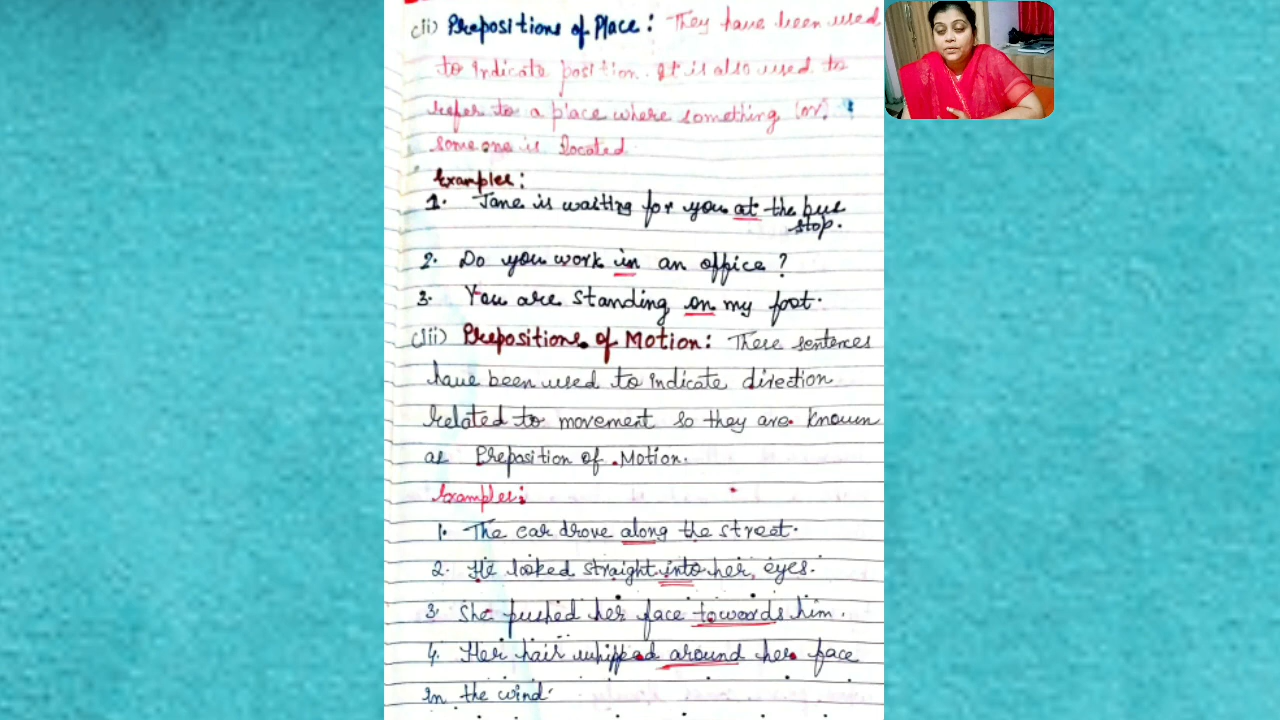 (ii) Prepositions of Place : They have been used
to indicate position. It is also used to
refer to a place where something (or)
someone is located
Examples :
1. Jane is waiting for you at the bus
stop.
2. Do you work in an office ?
3. You are standing on my foot.
(iii) Prepositions of Motion : These sentences
have been used to indicate direction
related to movement so they are known
as Preposition of Motion.
Examples :
1. The car drove along the street.
2. He looked straight into her eyes.
3. She pushed her face towards him.
4. Her hair whipped around her face
in the wind.